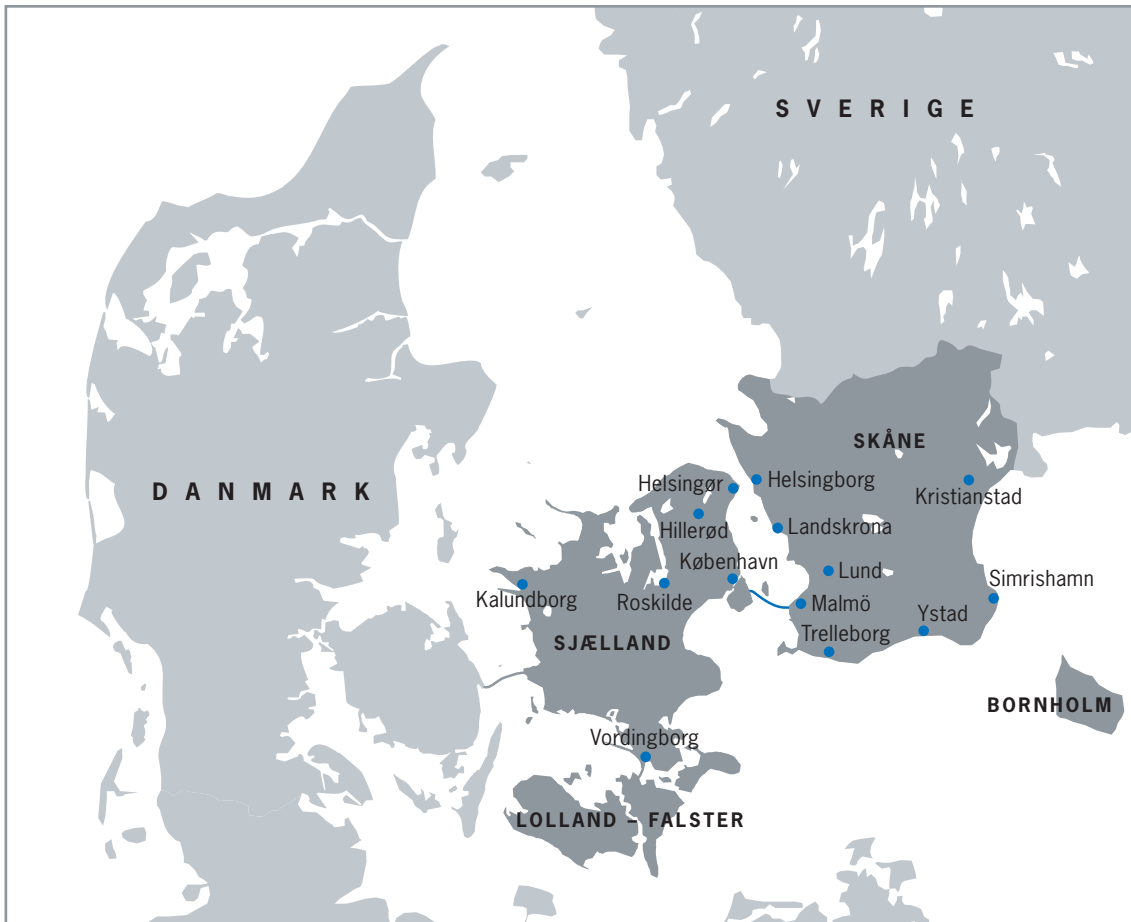 SVERIGE
SKÅNE
DANMARK
Helsingør
Helsingborg
Kristianstad
Hillerød
Landskrona
København
Lund
Simrishamn
Kalundborg
Roskilde
Malmö
Ystad
Trelleborg
SJÆLLAND
BORNHOLM
Vordingborg
LOLLAND – FALSTER